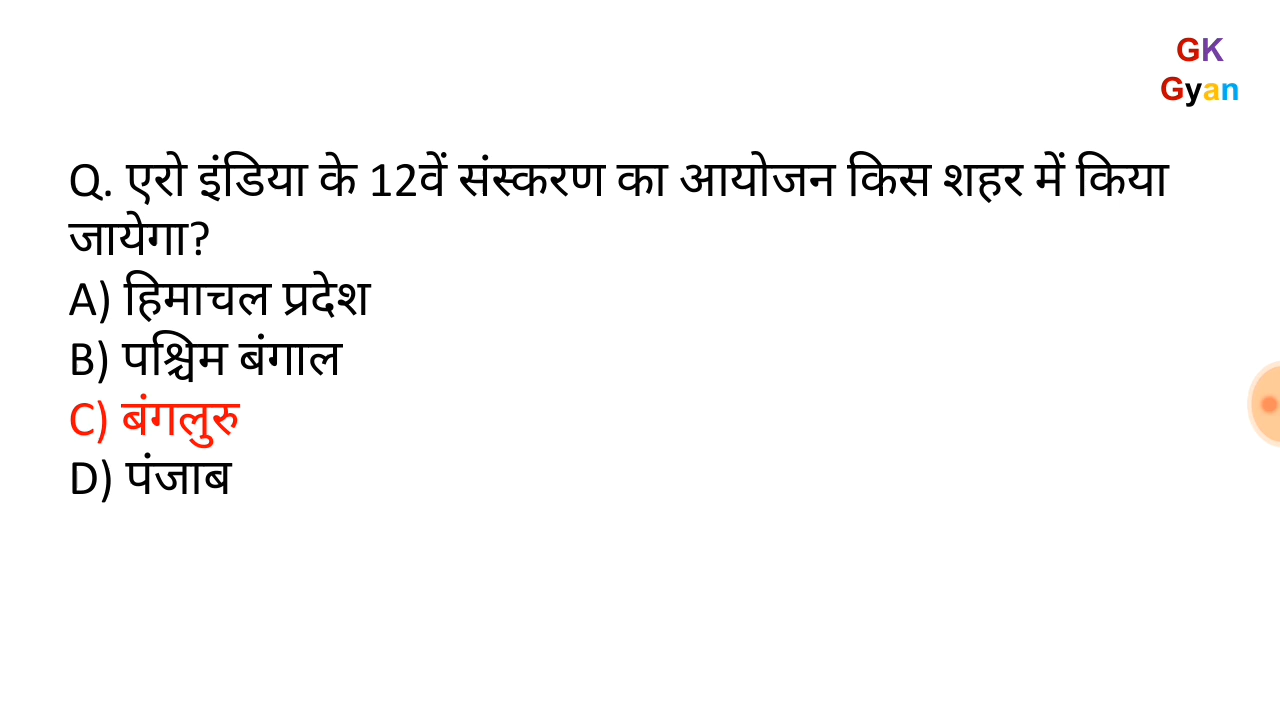 GK
Gyan
Q. एरो इंडिया के 12वें संस्करण का आयोजन किस शहर में किया
जायेगा?
A) हिमाचल प्रदेश
B) पश्चिम बंगाल
C) बंगलुरु
D) पंजाब